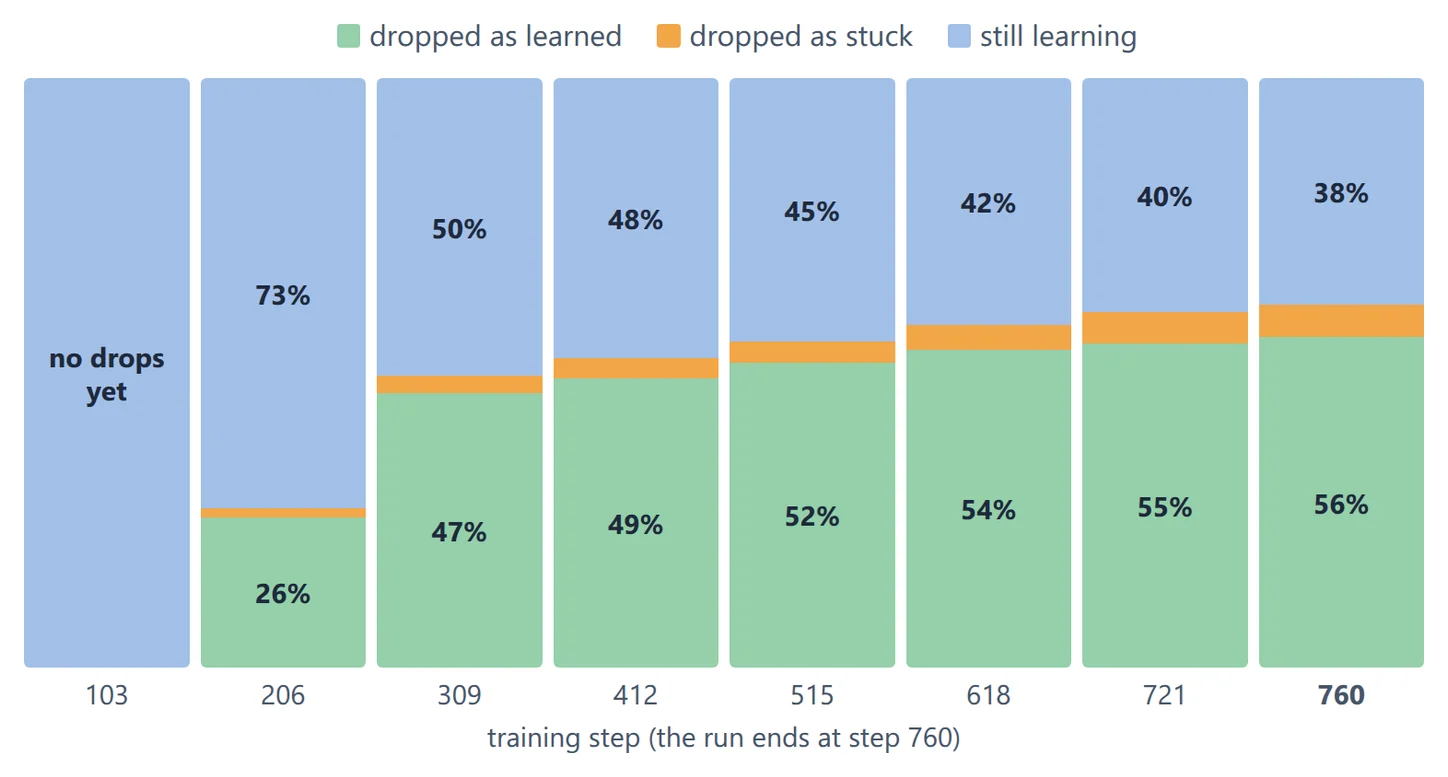 dropped as learned dropped as stuck still learning
no drops
yet
73%
26%
50%
47%
48%
49%
45%
52%
42%
54%
40%
55%
38%
56%
103 206 309 412 515 618 721 760
training step (the run ends at step 760)